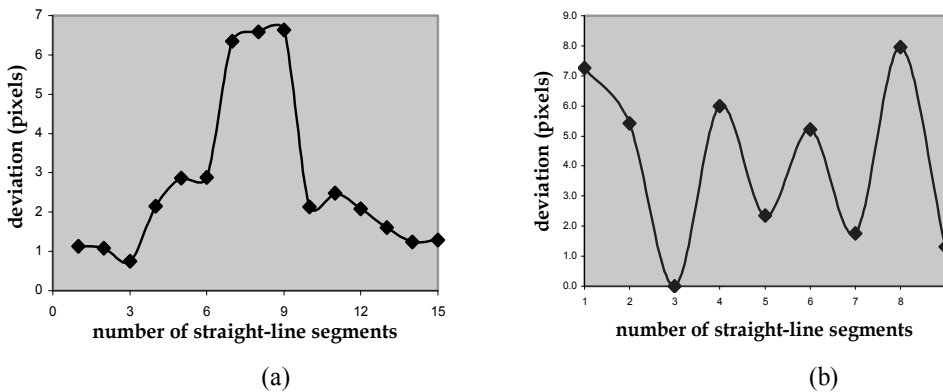 7
6
5
4
3
2
1
0
deviation (pixels)
0 3 6 9 12 15
number of straight-line segments
(a)
9.0
8.0
7.0
6.0
5.0
4.0
3.0
2.0
1.0
0.0
deviation (pixels)
1 2 3 4 5 6 7 8
number of straight-line segments
(b)